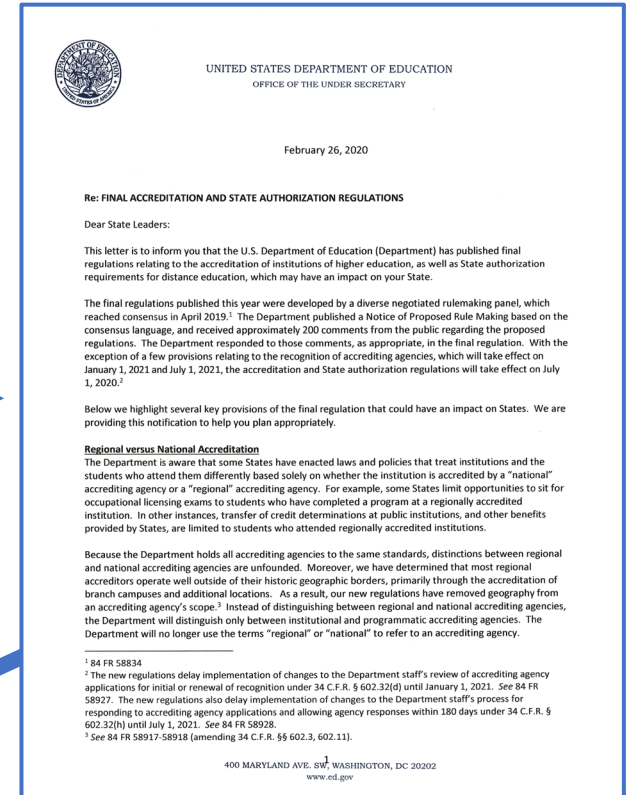 UNITED STATES DEPARTMENT OF EDUCATION
OFFICE OF THE UNDER SECRETARY
February 26, 2020
Re: FINAL ACCREDITATION AND STATE AUTHORIZATION REGULATIONS
Dear State Leaders:
This letter is to inform you that the U.S. Department of Education (Department) has published final
regulations relating to the accreditation of institutions of higher education, as well as State authorization
requirements for distance education, which may have an impact on your State.
The final regulations published this year were developed by a diverse negotiated rulemaking panel, which
reached consensus in April 2019.¹ The Department published a Notice of Proposed Rule Making based on the
consensus language, and received approximately 200 comments from the public regarding the proposed
regulations. The Department responded to those comments, as appropriate, in the final regulation. With the
exception of a few provisions relating to the recognition of accrediting agencies, which will take effect on
January 1, 2021 and July 1, 2021, the accreditation and State authorization regulations will take effect on July
1, 2020.²
Below we highlight several key provisions of the final regulation that could have an impact on States. We are
providing this notification to help you plan appropriately.
Regional versus National Accreditation
The Department is aware that some States have enacted laws and policies that treat institutions and the
students who attend them differently based solely on whether the institution is accredited by a “national”
accrediting agency or a “regional” accrediting agency. For example, some States limit opportunities to sit for
occupational licensing exams to students who have completed a program at a regionally accredited
institution. In other instances, transfer of credit determinations at public institutions, and other benefits
provided by States, are limited to students who attended regionally accredited institutions.
Because the Department holds all accrediting agencies to the same standards, distinctions between regional
and national accrediting agencies are unfounded. Moreover, we have determined that most regional
accreditors operate well outside of their historic geographic borders, primarily through the accreditation of
branch campuses and additional locations. As a result, our new regulations have removed geography from
an accrediting agency’s scope.³ Instead of distinguishing between regional and national accrediting agencies,
the Department will distinguish only between institutional and programmatic accrediting agencies. The
Department will no longer use the terms “regional” or “national” to refer to an accrediting agency.
¹ 84 FR 58834
² The new regulations delay implementation of changes to the Department staff’s review of accrediting agency
applications for initial or renewal of recognition under 34 C.F.R. § 602.32(d) until January 1, 2021. See 84 FR
58927. The new regulations also delay implementation of changes to the Department staff’s process for
responding to accrediting agency applications and allowing agency responses within 180 days under 34 C.F.R. §
602.32(h) until July 1, 2021. See 84 FR 58928.
³ See 84 FR 58917-58918 (amending 34 C.F.R. §§ 602.3, 602.11).
1
400 MARYLAND AVE. SW, WASHINGTON, DC 20202
www.ed.gov